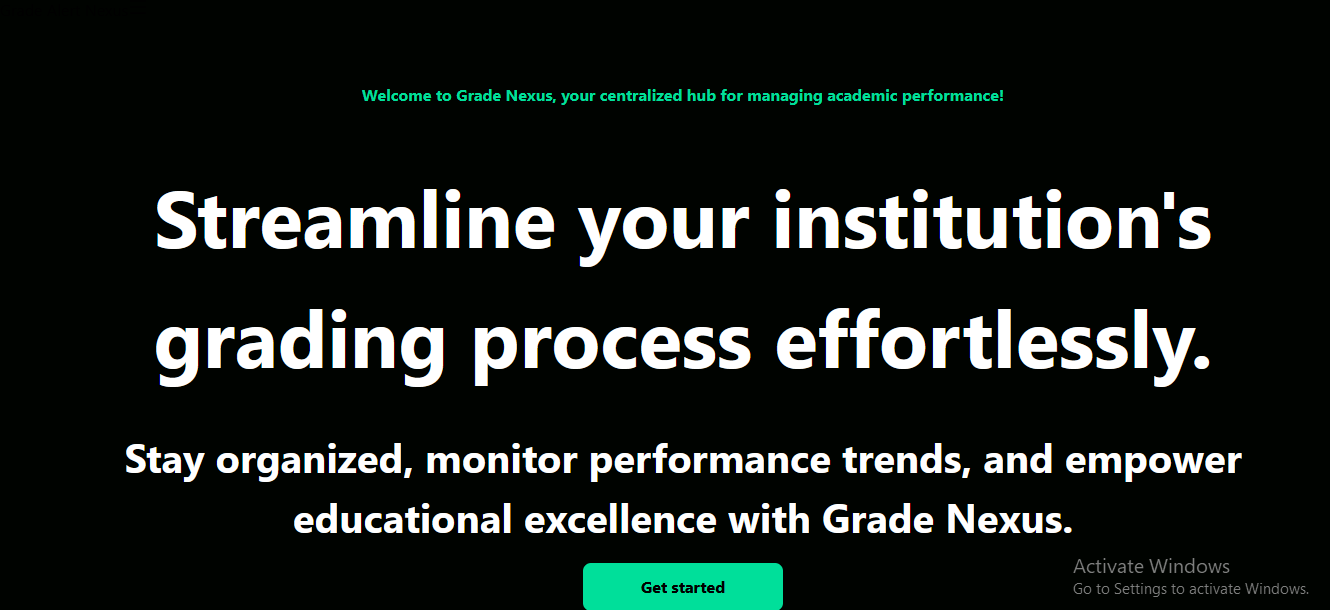 Welcome to Grade Nexus, your centralized hub for managing academic performance!
Streamline your institution's
grading process effortlessly.
Stay organized, monitor performance trends, and empower
educational excellence with Grade Nexus.
Get started
Activate Windows
Go to Settings to activate Windows.